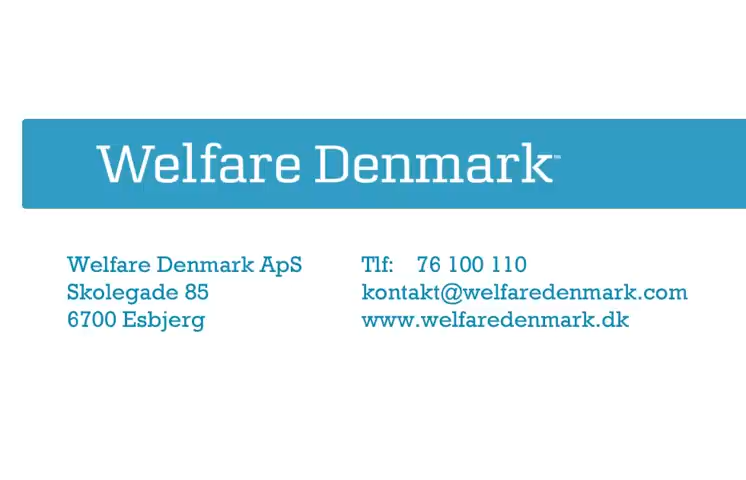 Welfare Denmark™
Welfare Denmark ApS
Skolegade 85
6700 Esbjerg
Tlf: 76 100 110
kontakt@welfaredenmark.com
www.welfaredenmark.dk